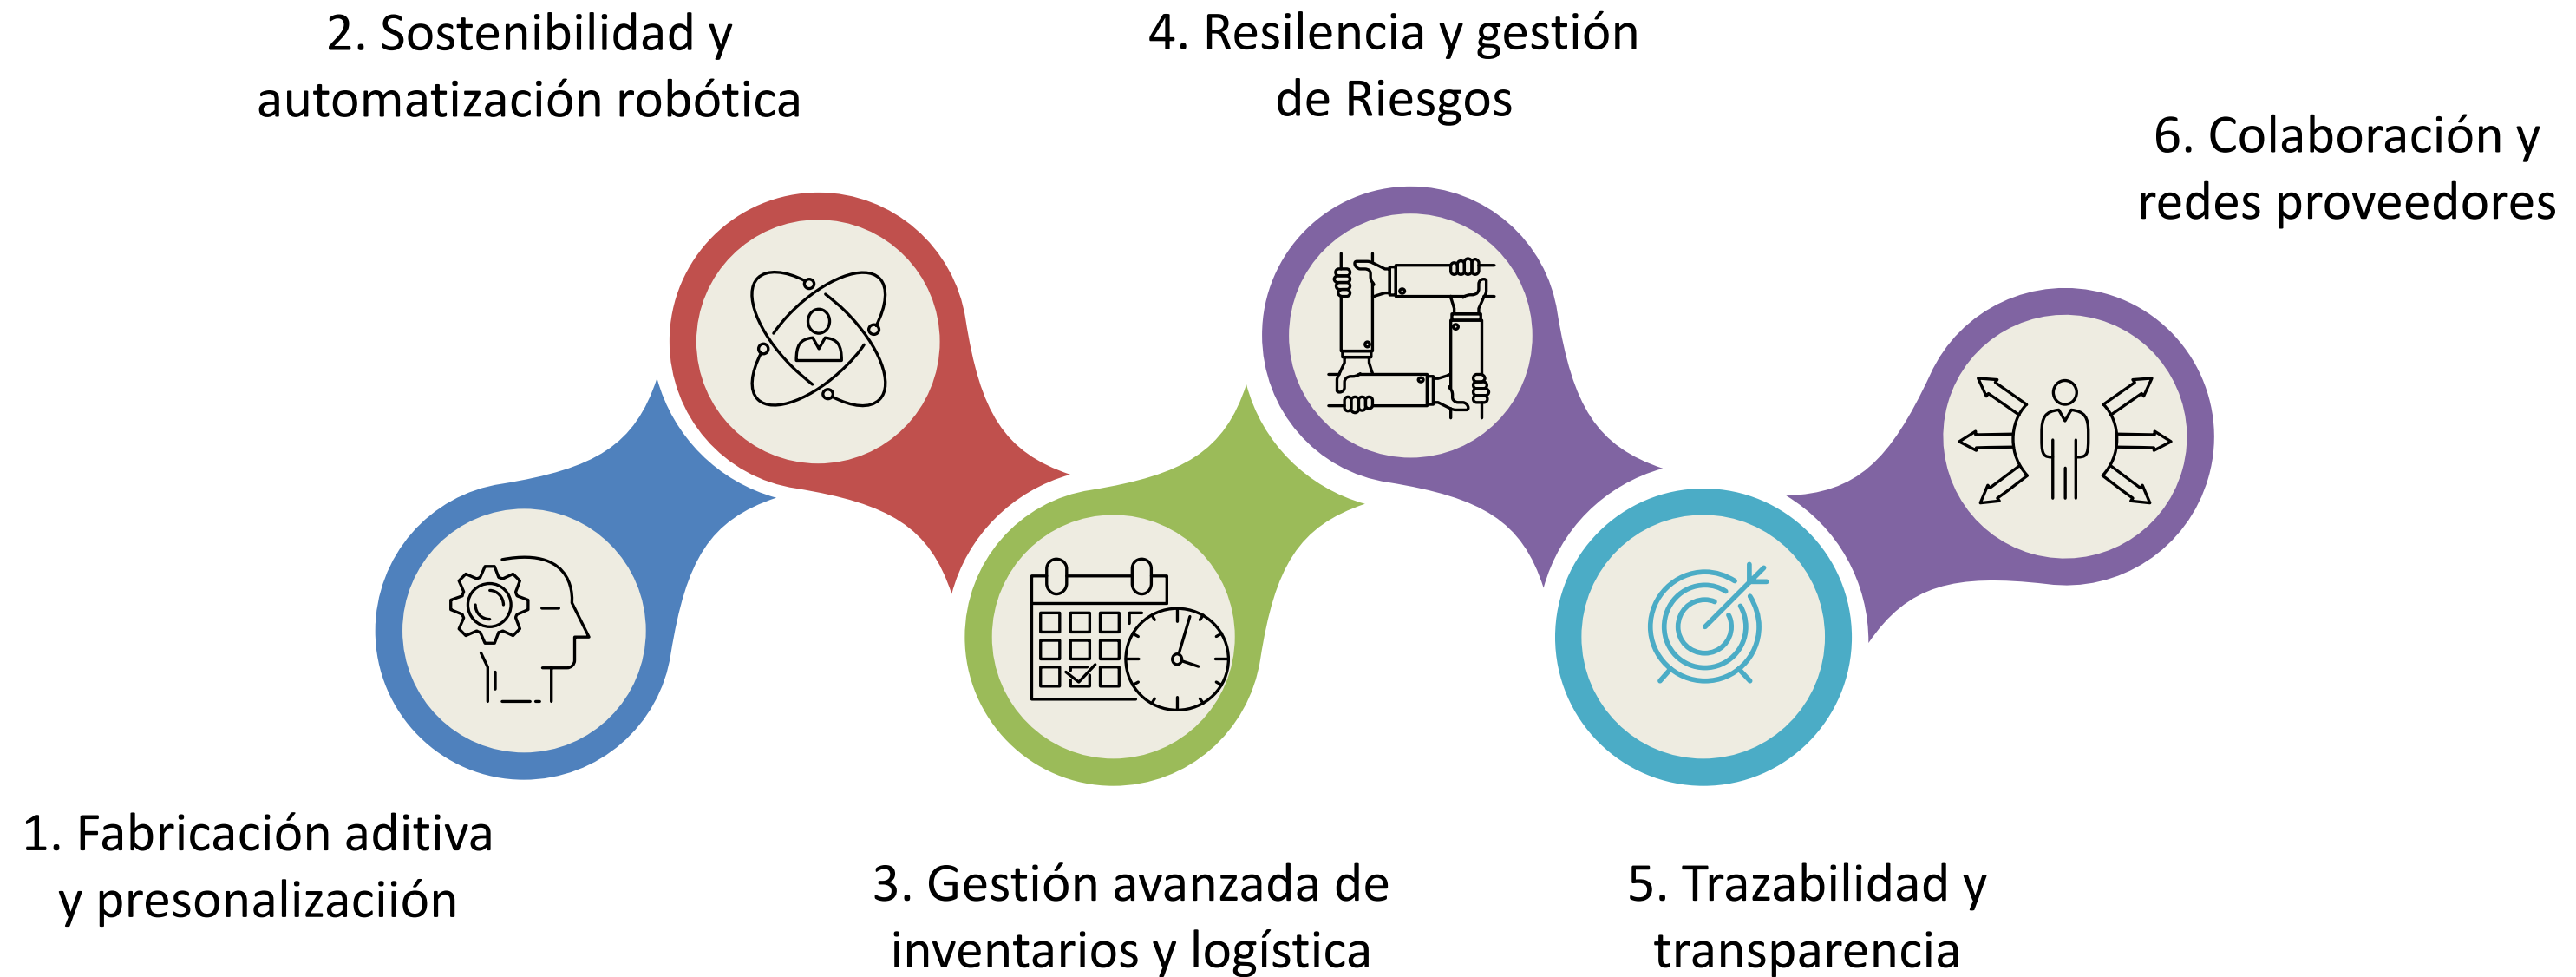 1. Fabricación aditiva
y presonalizaciión
2. Sostenibilidad y
automatización robótica
3. Gestión avanzada de
inventarios y logística
4. Resilencia y gestión
de Riesgos
5. Trazabilidad y
transparencia
6. Colaboración y
redes proveedores